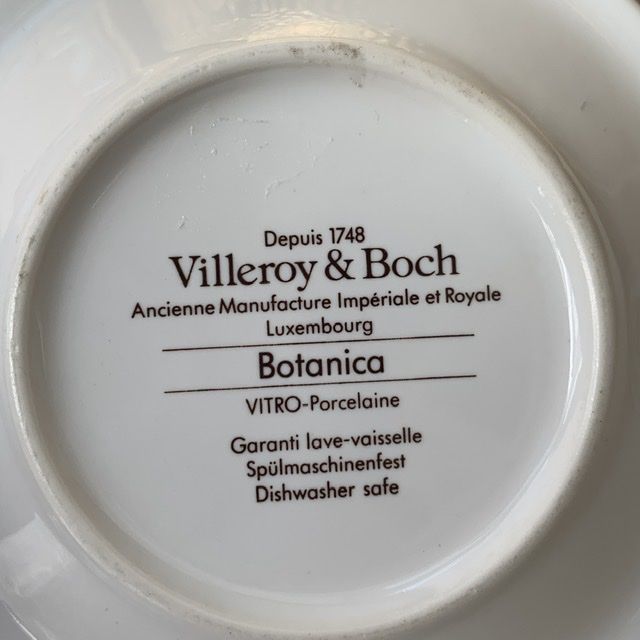 Depuis 1748
Villeroy & Boch
Ancienne Manufacture Impériale et Royale
Luxembourg
Botanica
VITRO-Porcelaine
Garanti lave-vaisselle
Spülmaschinenfest
Dishwasher safe